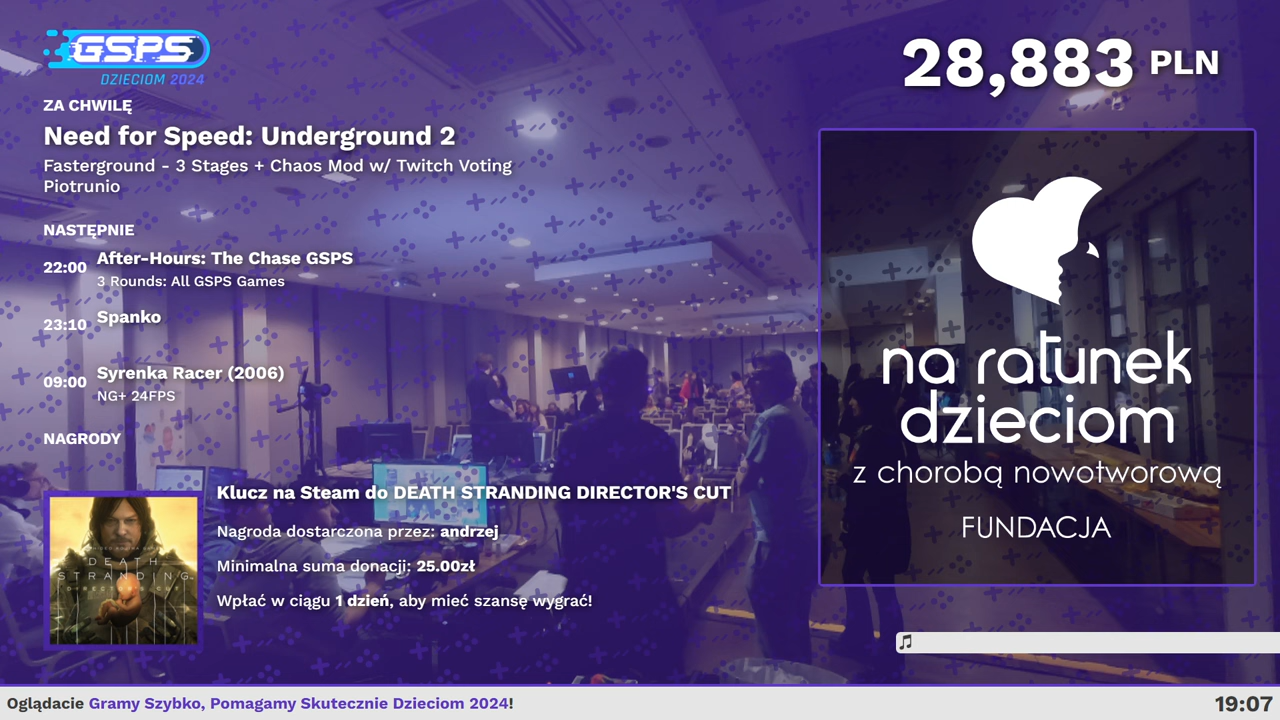 GSPS
DZIECIOM 2024
28,883 PLN
ZA CHWILĘ
Need for Speed: Underground 2
Fasterground - 3 Stages + Chaos Mod w/ Twitch Voting
Piotrunio
NASTĘPNIE
22:00 After-Hours: The Chase GSPS
3 Rounds: All GSPS Games
23:10 Spanko
09:00 Syrenka Racer (2006)
NG+ 24FPS
NAGRODY
DEATH
STRANDING
DIRECTOR'S CUT
Klucz na Steam do DEATH STRANDING DIRECTOR'S CUT
Nagroda dostarczona przez: andrzej
Minimalna suma donacji: 25.00zł
Wpłać w ciągu 1 dzień, aby mieć szansę wygrać!
na ratunek
dzieciom
z chorobą nowotworową
FUNDACJA
Oglądacie Gramy Szybko, Pomagamy Skutecznie Dzieciom 2024!
19:07